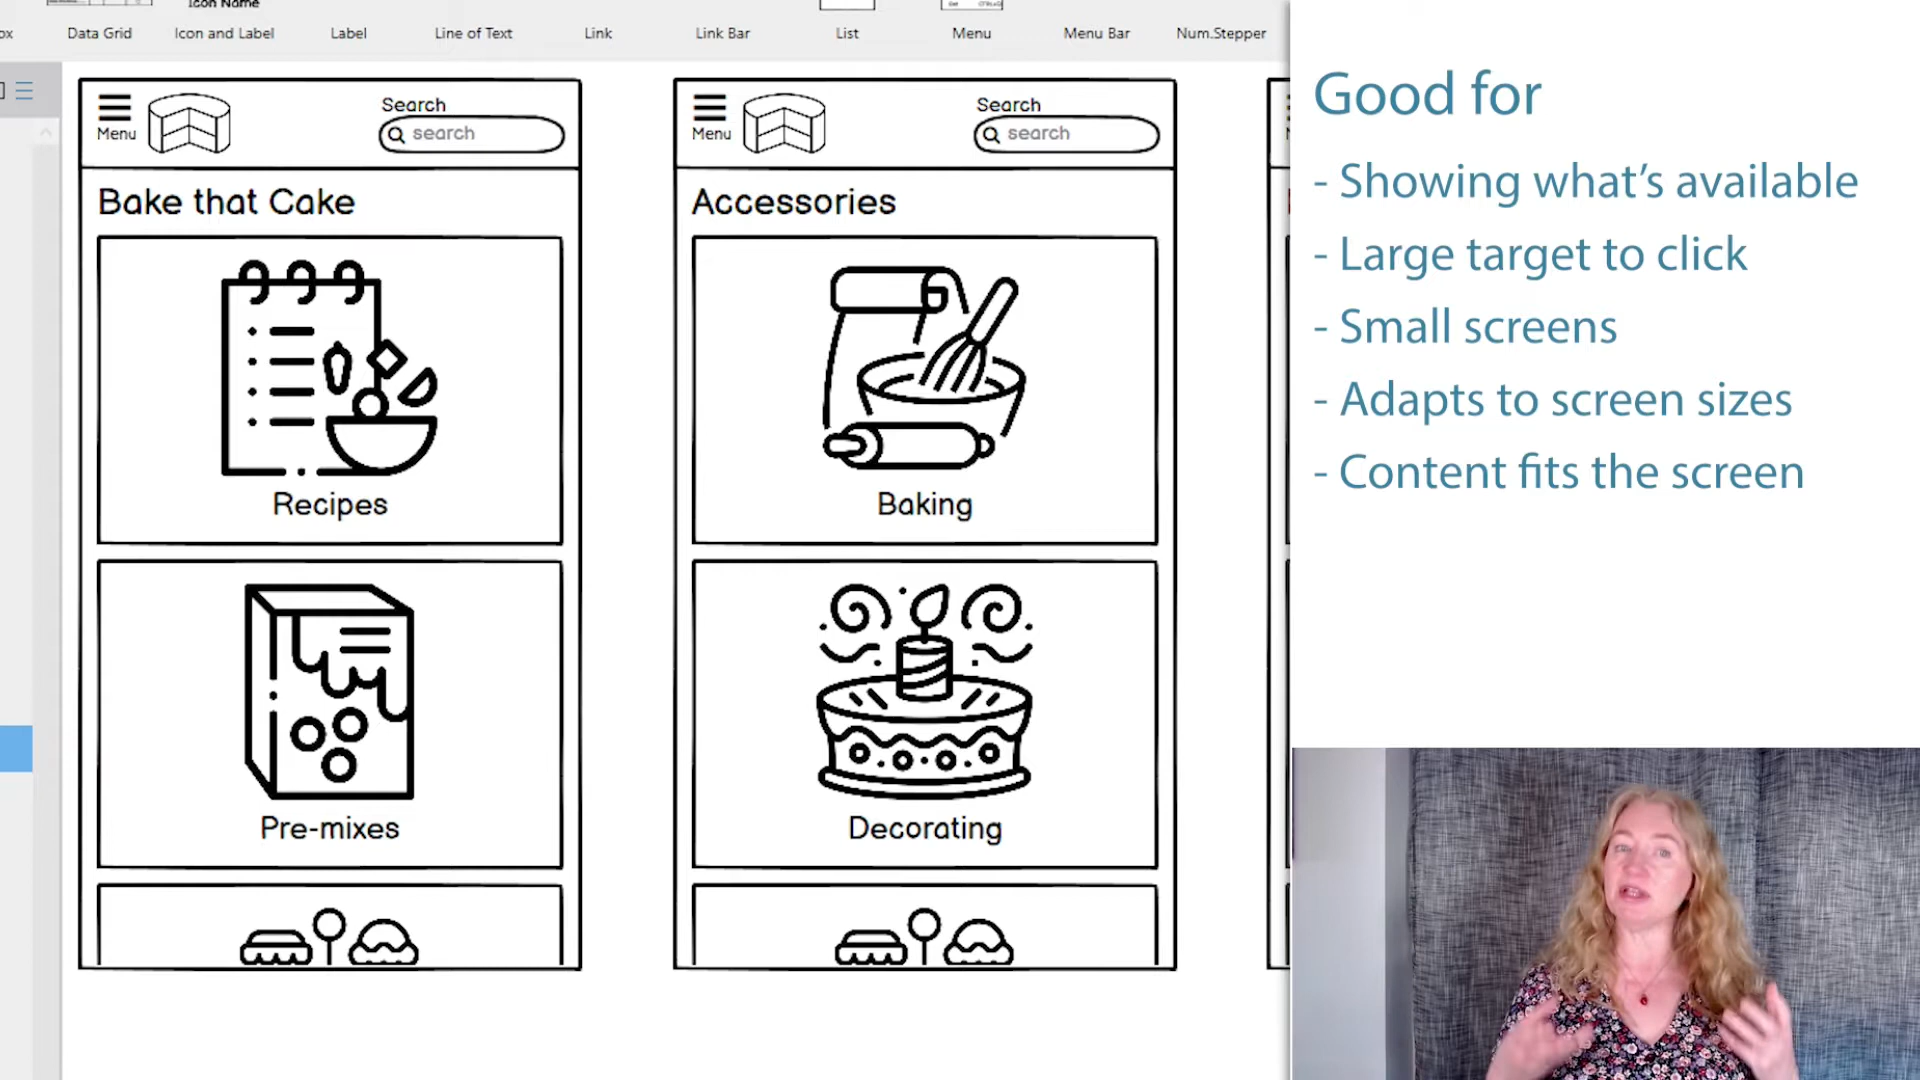 Icon Name
Data Grid
Icon and Label
Label
Line of Text
Link
Link Bar
List
Menu
Menu Bar
Num.Stepper
Menu
Search
search
Bake that Cake
Recipes
Pre-mixes
Menu
Search
search
Accessories
Baking
Decorating
Good for
- Showing what's available
- Large target to click
- Small screens
- Adapts to screen sizes
- Content fits the screen